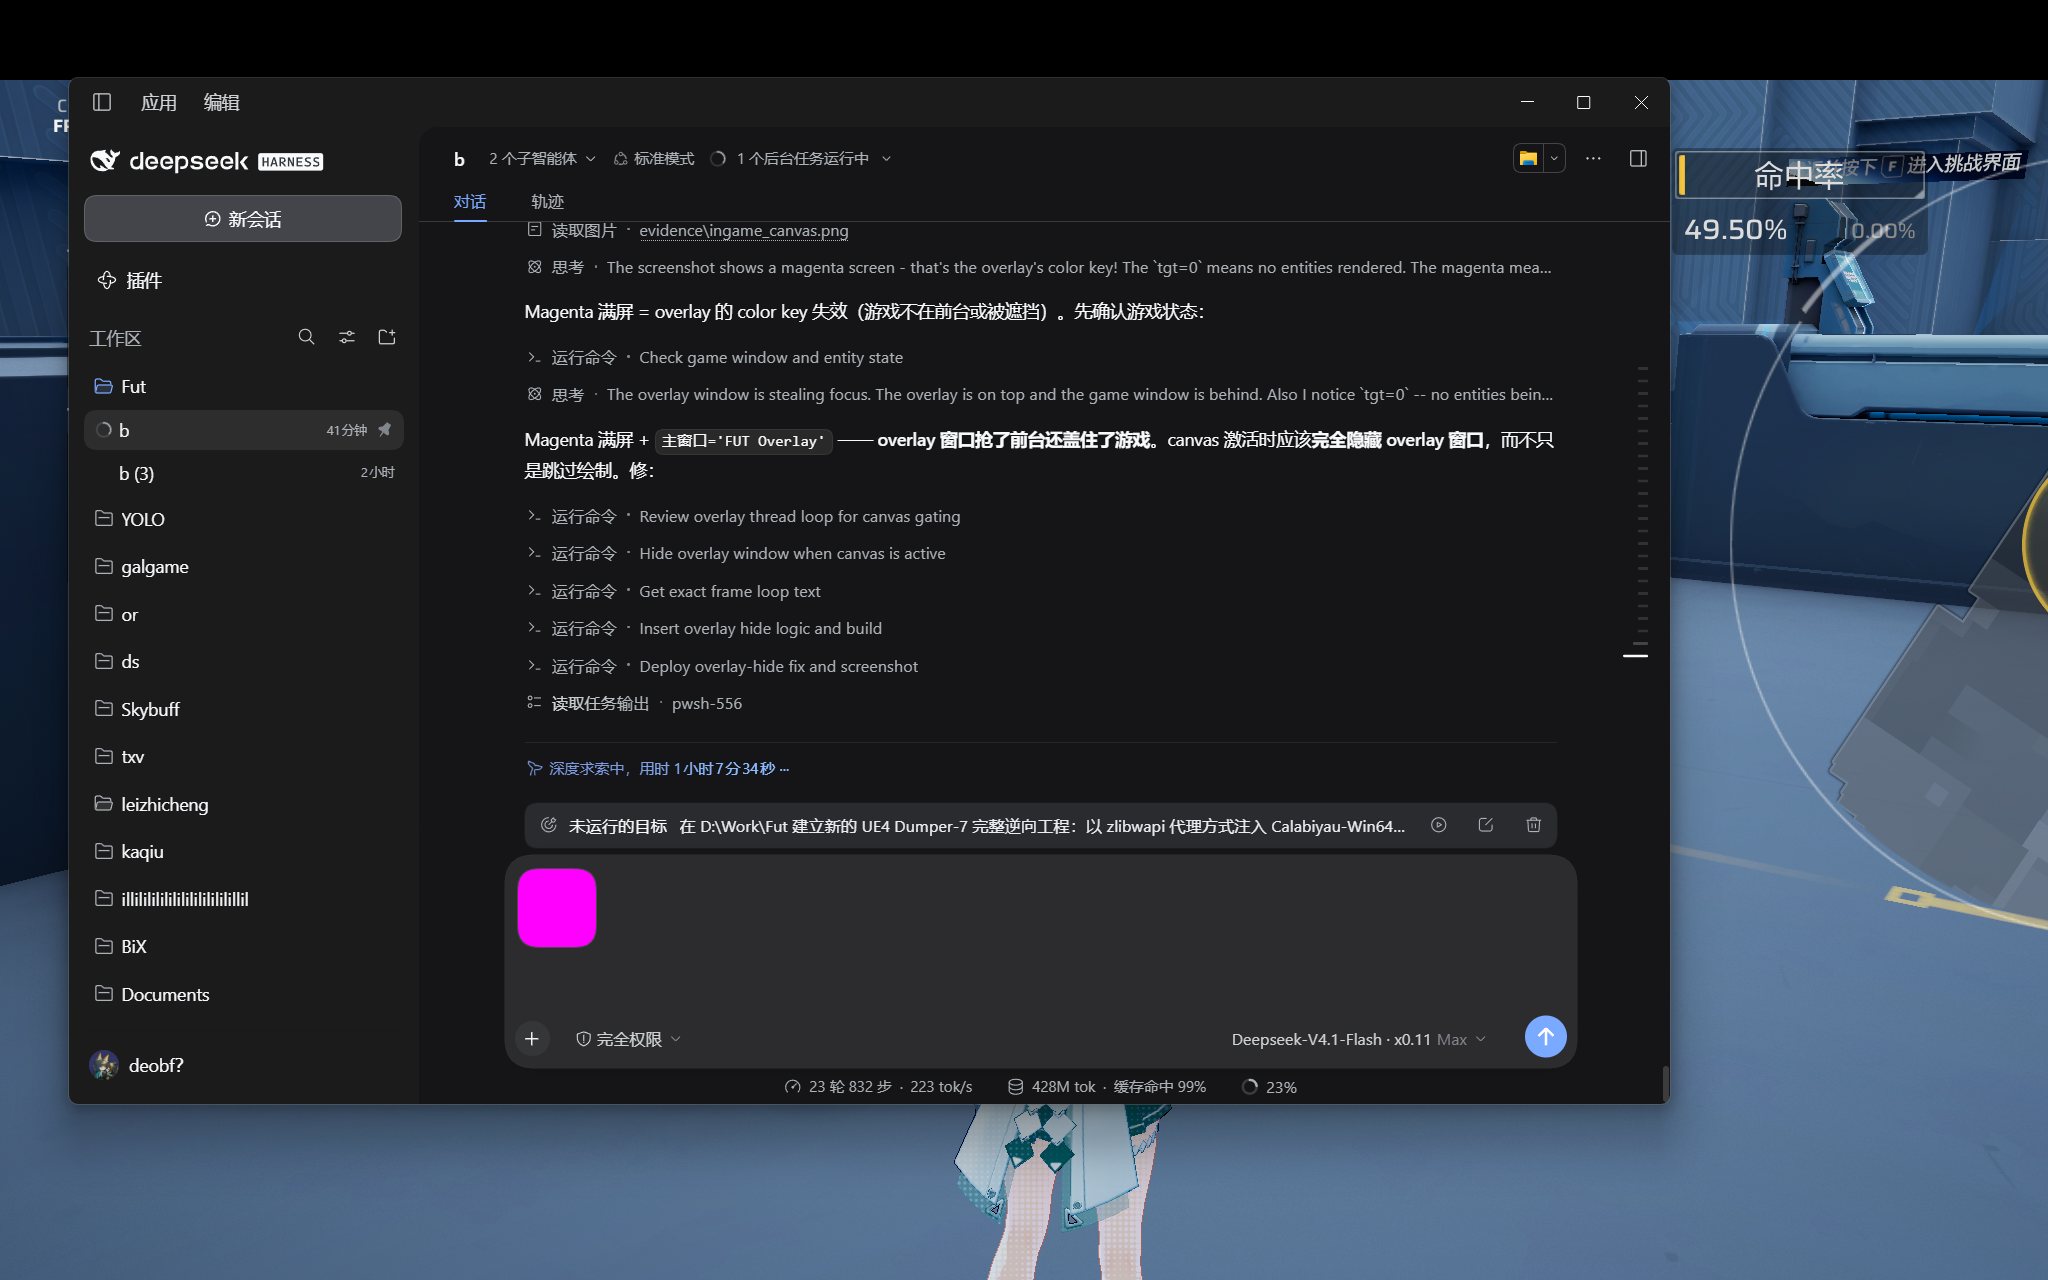 应用 编辑
deepseek HARNESS
新会话
插件
工作区
Fut
b 41分钟
b (3) 2小时
YOLO
galgame
or
ds
Skybuff
txv
leizhicheng
kaqiu
BiX
Documents
deobf?
b 2 个子智能体 标准模式 1 个后台任务运行中
对话 轨迹
读取图片 · evidence\ingame_canvas.png
思考 · The screenshot shows a magenta screen - that's the overlay's color key! The `tgt=0` means no entities rendered. The magenta mea...
Magenta 满屏 = overlay 的 color key 失效（游戏不在前台或被遮挡）。先确认游戏状态：
运行命令 · Check game window and entity state
思考 · The overlay window is stealing focus. The overlay is on top and the game window is behind. Also I notice `tgt=0` -- no entities bein...
Magenta 满屏 + 主窗口='FUT Overlay' —— overlay 窗口抢了前台还盖住了游戏。canvas 激活时应该完全隐藏 overlay 窗口，而不只
是跳过绘制。修：
运行命令 · Review overlay thread loop for canvas gating
运行命令 · Hide overlay window when canvas is active
运行命令 · Get exact frame loop text
运行命令 · Insert overlay hide logic and build
运行命令 · Deploy overlay-hide fix and screenshot
读取任务输出 · pwsh-556
深度求索中，用时 1小时7分34秒 ···
未运行的目标 在 D:\Work\Fut 建立新的 UE4 Dumper-7 完整逆向工程：以 zlibwapi 代理方式注入 Calabiyau-Win64...
完全权限
Deepseek-V4.1-Flash · x0.11 Max
23 轮 832 步 · 223 tok/s 428M tok · 缓存命中 99% 23%
按下 F 进入挑战界面
命中率
49.50% 0.00%